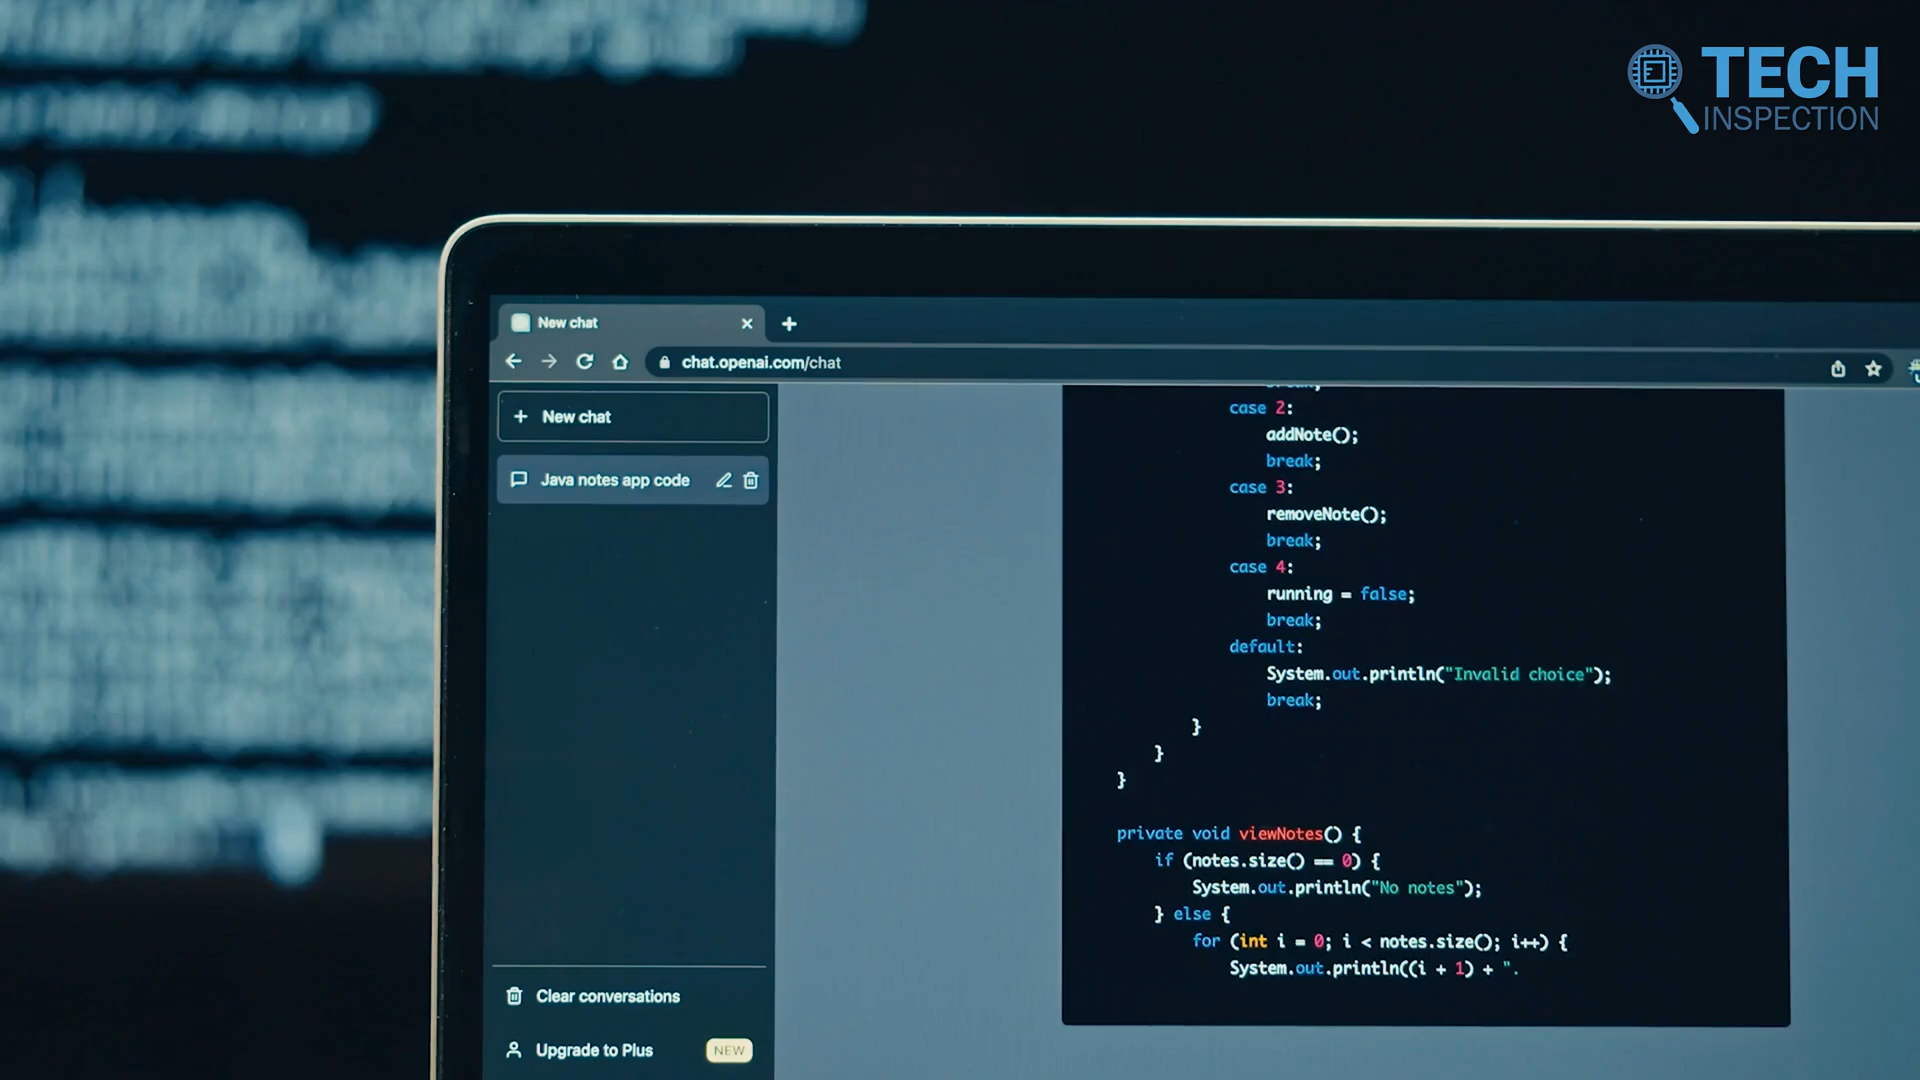 TECH
INSPECTION
New chat
chat.openai.com/chat
New chat
Java notes app code
Clear conversations
Upgrade to Plus NEW
case 2:
addNote();
break;
case 3:
removeNote();
break;
case 4:
running = false;
break;
default:
System.out.println("Invalid choice");
break;
}
}
}
private void viewNotes() {
if (notes.size() == 0) {
System.out.println("No notes");
} else {
for (int i = 0; i < notes.size(); i++) {
System.out.println((i + 1) + ".